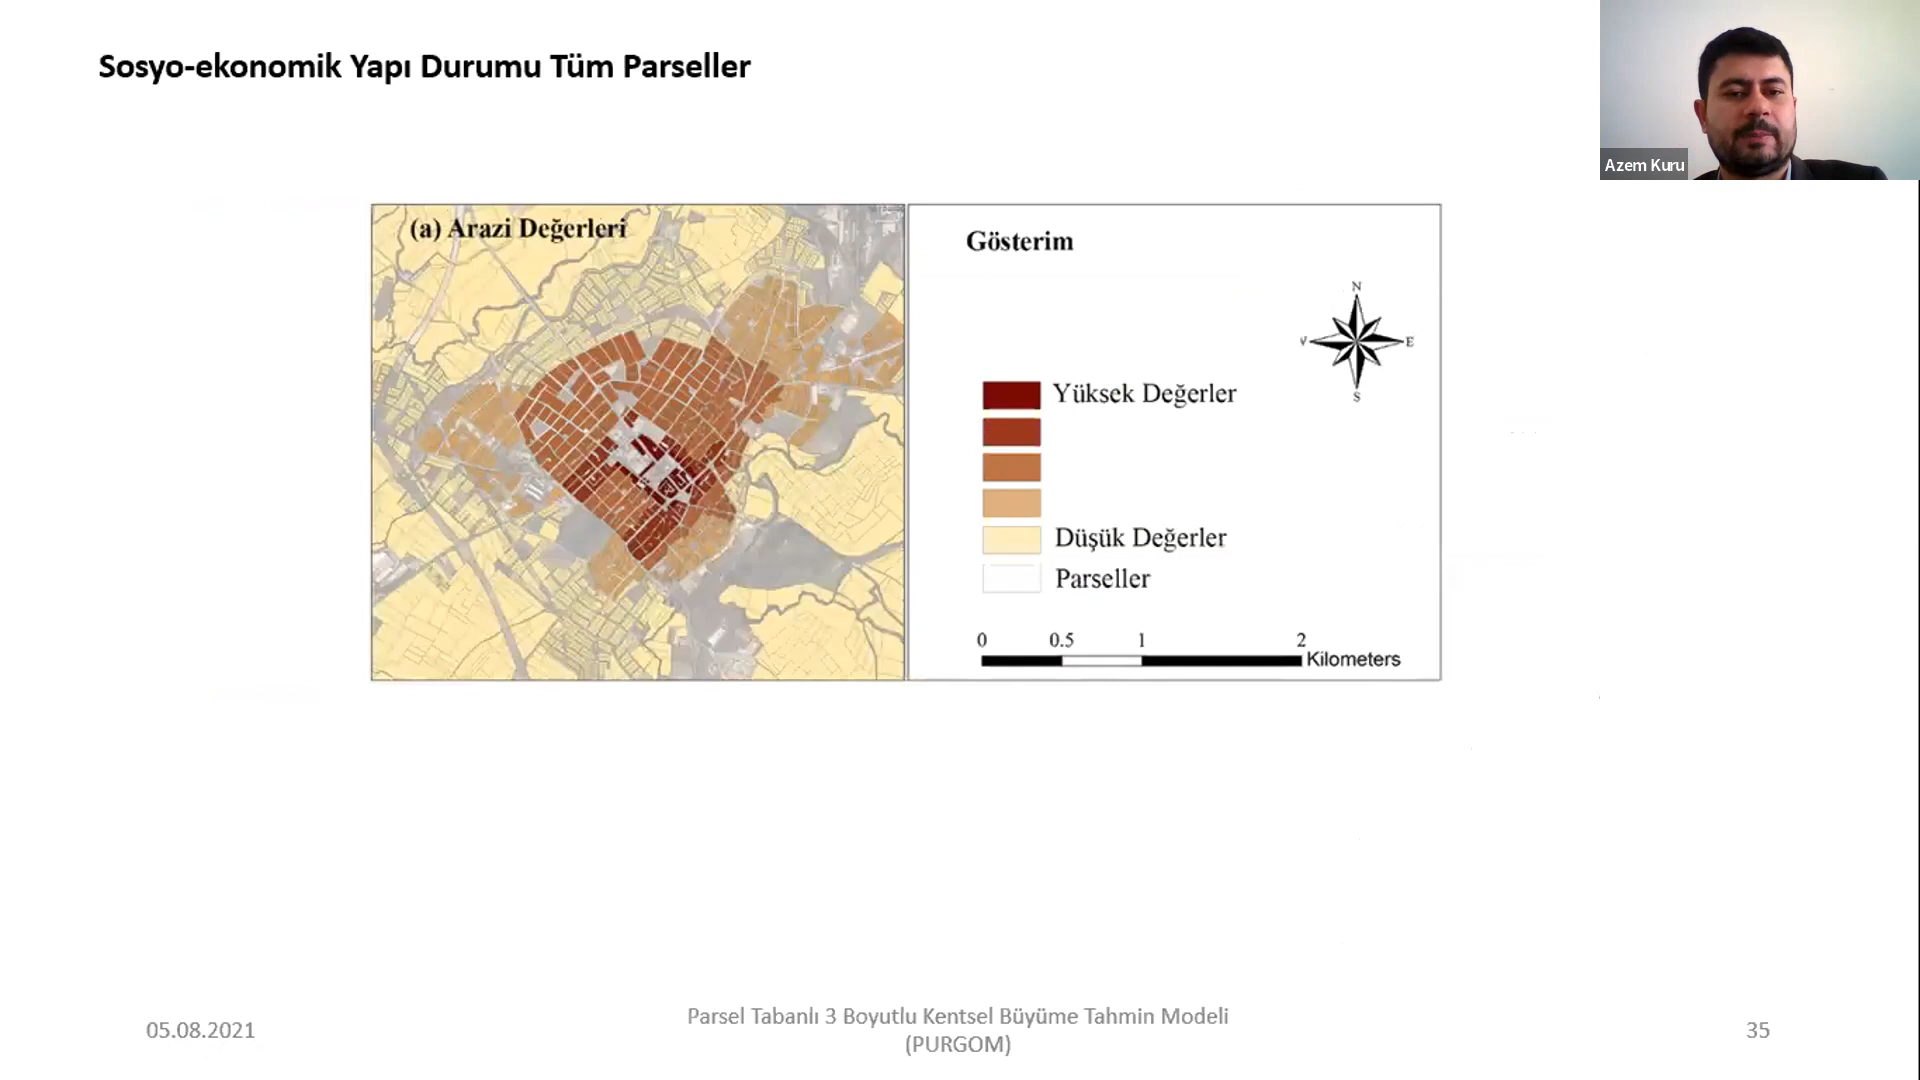 Sosyo-ekonomik Yapı Durumu Tüm Parseller
Azem Kuru
(a) Arazi Değerleri
Gösterim
N
E
S
Yüksek Değerler
Düşük Değerler
Parseller
0 0.5 1 2
Kilometers
05.08.2021
Parsel Tabanlı 3 Boyutlu Kentsel Büyüme Tahmin Modeli
(PURGOM)
35